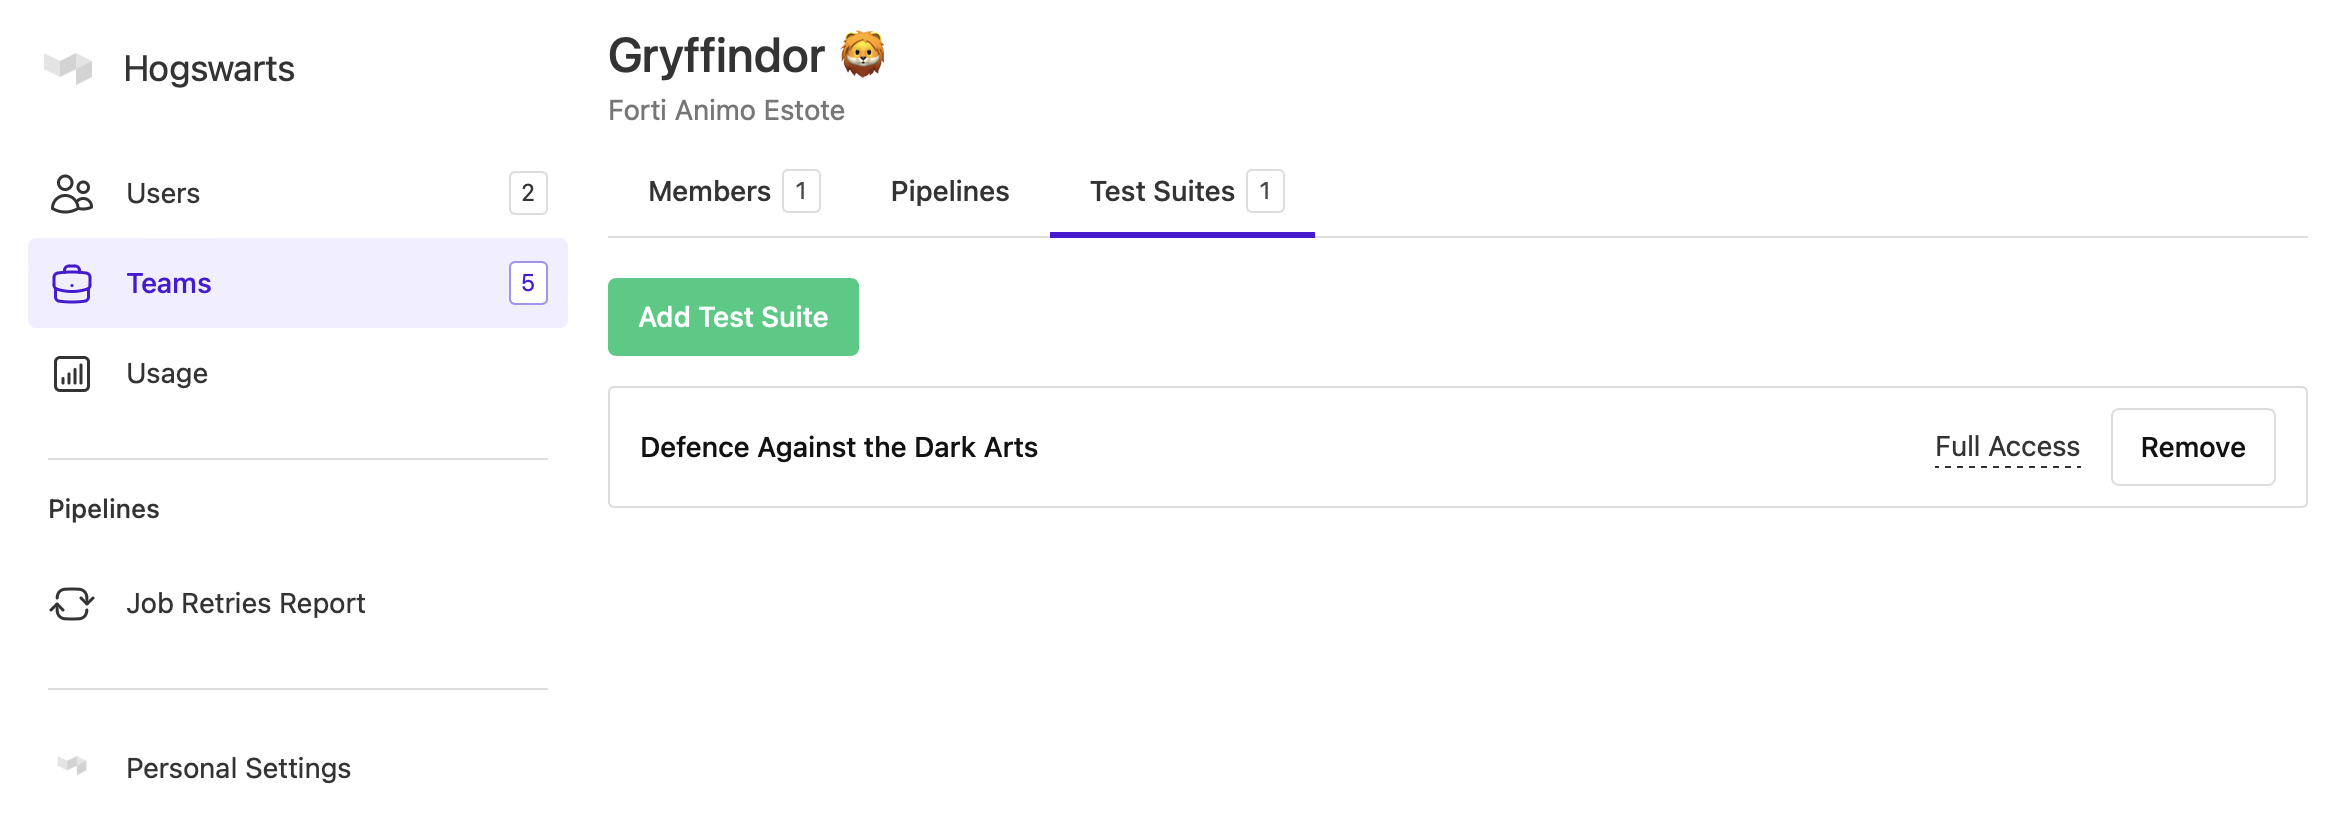 Hogswarts
Users 2
Teams 5
Usage
Pipelines
Job Retries Report
Personal Settings
Gryffindor 🦁
Forti Animo Estote
Members 1 Pipelines Test Suites 1
Add Test Suite
Defence Against the Dark Arts Full Access Remove